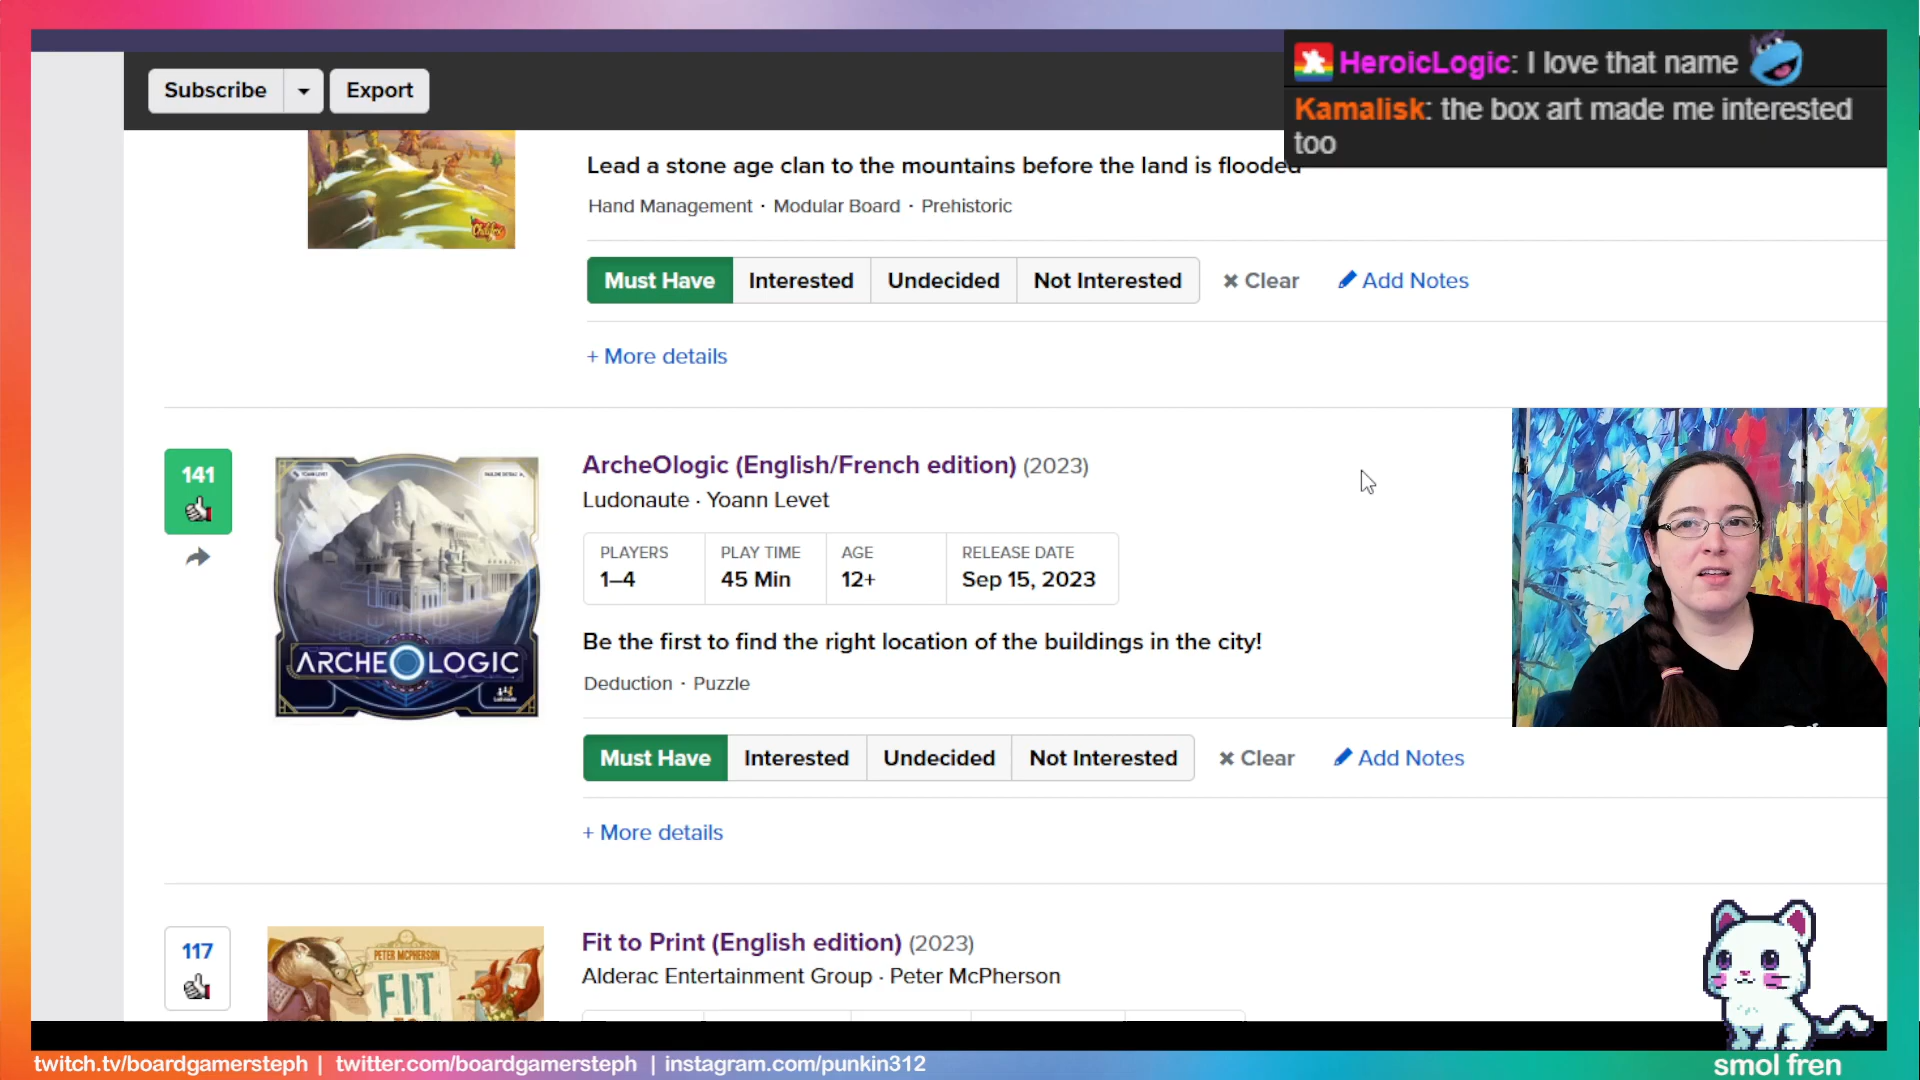 Subscribe
Export
HeroicLogic: I love that name
Kamalisk: the box art made me interested
too
Lead a stone age clan to the mountains before the land is flooded
Hand Management · Modular Board · Prehistoric
Must Have
Interested
Undecided
Not Interested
Clear
Add Notes
+ More details
141
ARCHEOLOGIC
ArcheOlogic (English/French edition) (2023)
Ludonaute · Yoann Levet
PLAYERS
1–4
PLAY TIME
45 Min
AGE
12+
RELEASE DATE
Sep 15, 2023
Be the first to find the right location of the buildings in the city!
Deduction · Puzzle
Must Have
Interested
Undecided
Not Interested
Clear
Add Notes
+ More details
117
PETER MCPHERSON
FIT
Fit to Print (English edition) (2023)
Alderac Entertainment Group · Peter McPherson
twitch.tv/boardgamersteph | twitter.com/boardgamersteph | instagram.com/punkin312
smol fren